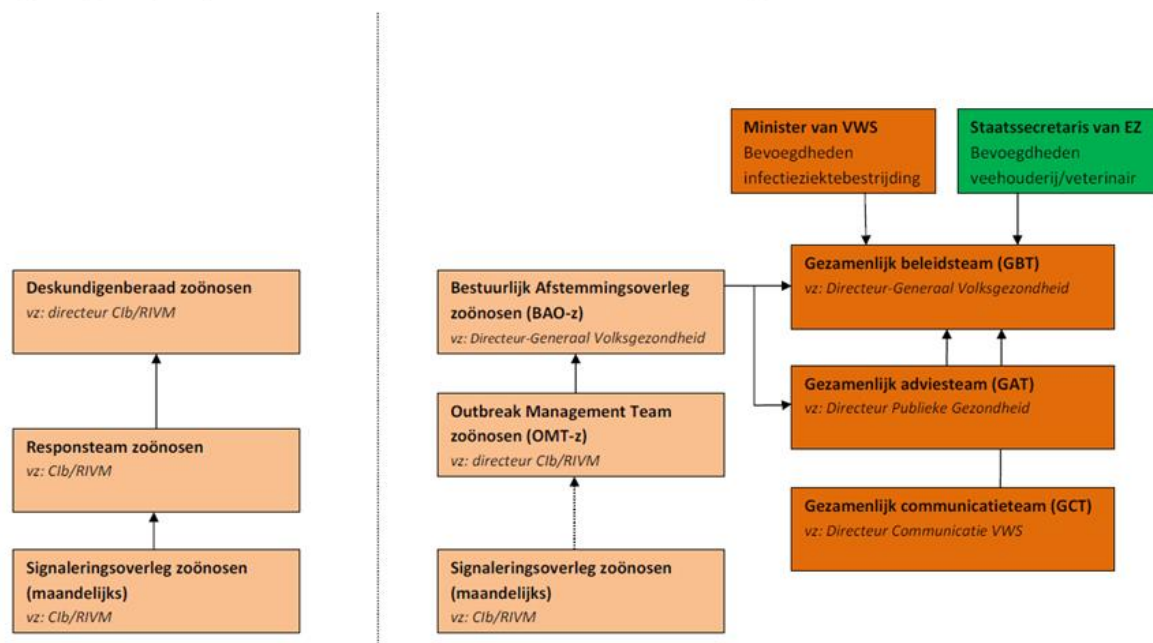 Deskundigenberaad zoönosen
vz: directeur CIb/RIVM
Responsteam zoönosen
vz: CIb/RIVM
Signaleringsoverleg zoönosen
(maandelijks)
vz: CIb/RIVM
Minister van VWS
Bevoegdheden
infectieziektebestrijding
Staatssecretaris van EZ
Bevoegdheden
veehouderij/veterinair
Bestuurlijk Afstemmingsoverleg
zoönosen (BAO-z)
vz: Directeur-Generaal Volksgezondheid
Outbreak Management Team
zoönosen (OMT-z)
vz: directeur CIb/RIVM
Signaleringsoverleg zoönosen
(maandelijks)
vz: CIb/RIVM
Gezamenlijk beleidsteam (GBT)
vz: Directeur-Generaal Volksgezondheid
Gezamenlijk adviesteam (GAT)
vz: Directeur Publieke Gezondheid
Gezamenlijk communicatieteam (GCT)
vz: Directeur Communicatie VWS